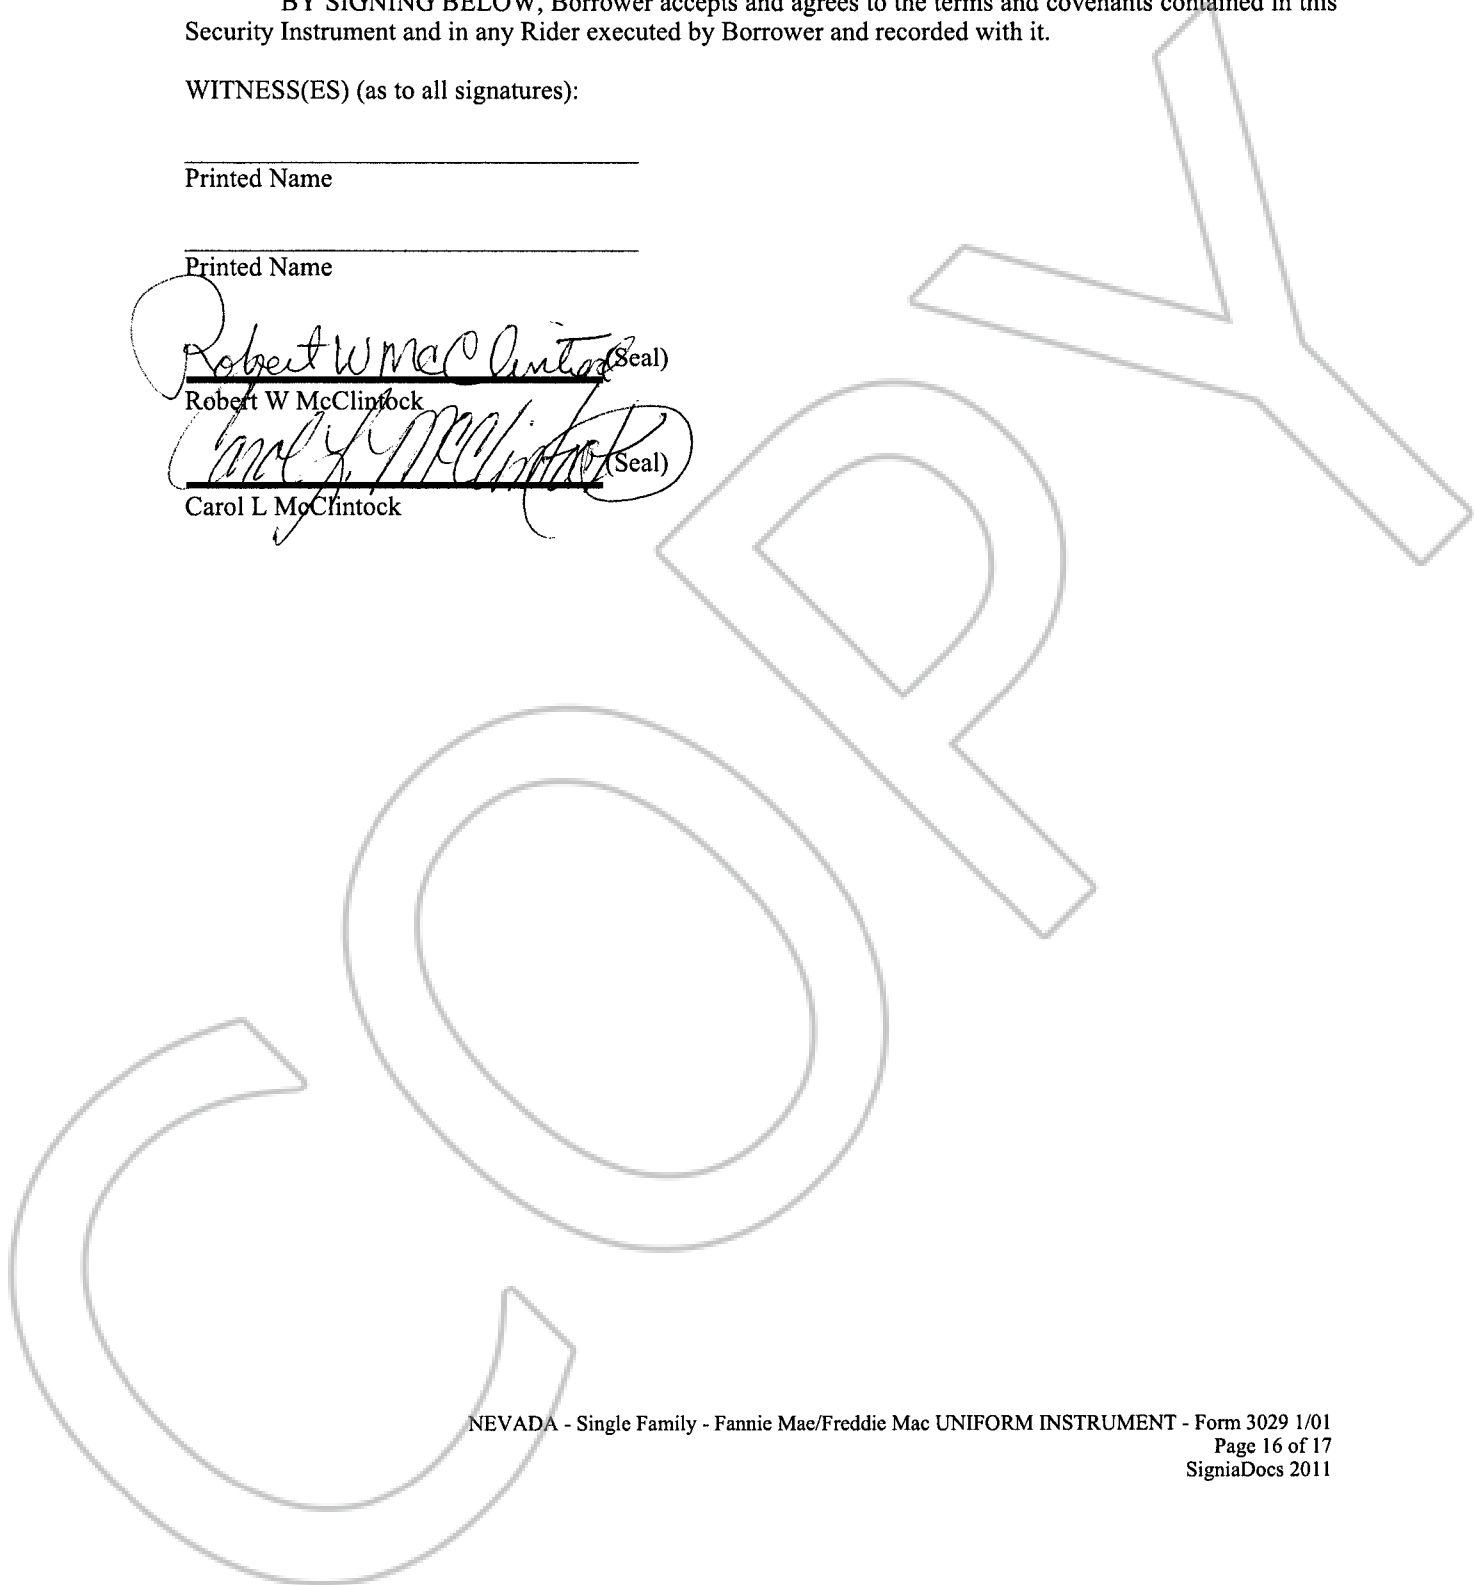 BY SIGNING BELOW, Borrower accepts and agrees to the terms and covenants contained in this
Security Instrument and in any Rider executed by Borrower and recorded with it.
WITNESS(ES) (as to all signatures):
Printed Name
Printed Name
Robert W McClintock (Seal)
Robert W McClintock
Carol L. McClintock (Seal)
Carol L McClintock
COPY
NEVADA - Single Family - Fannie Mae/Freddie Mac UNIFORM INSTRUMENT - Form 3029 1/01
Page 16 of 17
SigniaDocs 2011